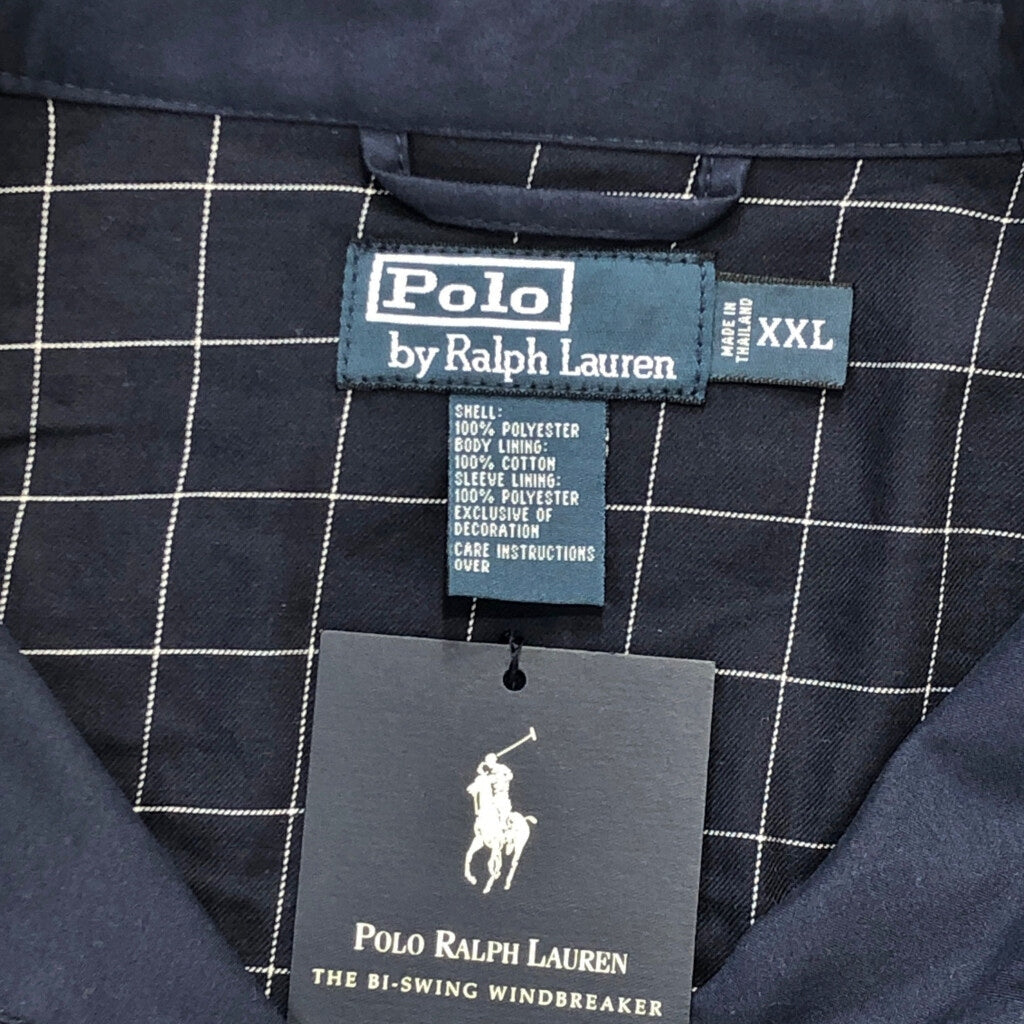 Polo
by Ralph Lauren
MADE IN
THAILAND
XXL
SHELL:
100% POLYESTER
BODY LINING:
100% COTTON
SLEEVE LINING:
100% POLYESTER
EXCLUSIVE OF
DECORATION
CARE INSTRUCTIONS
OVER
POLO RALPH LAUREN
THE BI-SWING WINDBREAKER